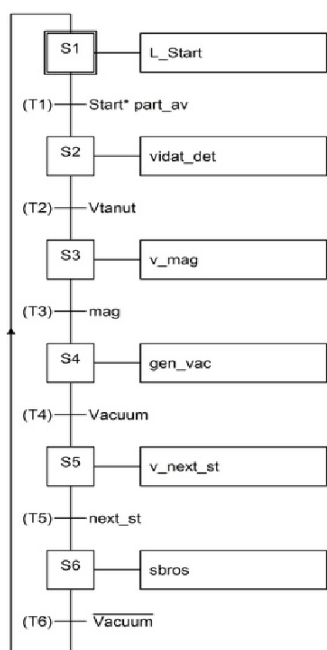 S1 L_Start
(T1) Start* part_av
S2 vidat_det
(T2) Vtanut
S3 v_mag
(T3) mag
S4 gen_vac
(T4) Vacuum
S5 v_next_st
(T5) next_st
S6 sbros
(T6) Vacuum